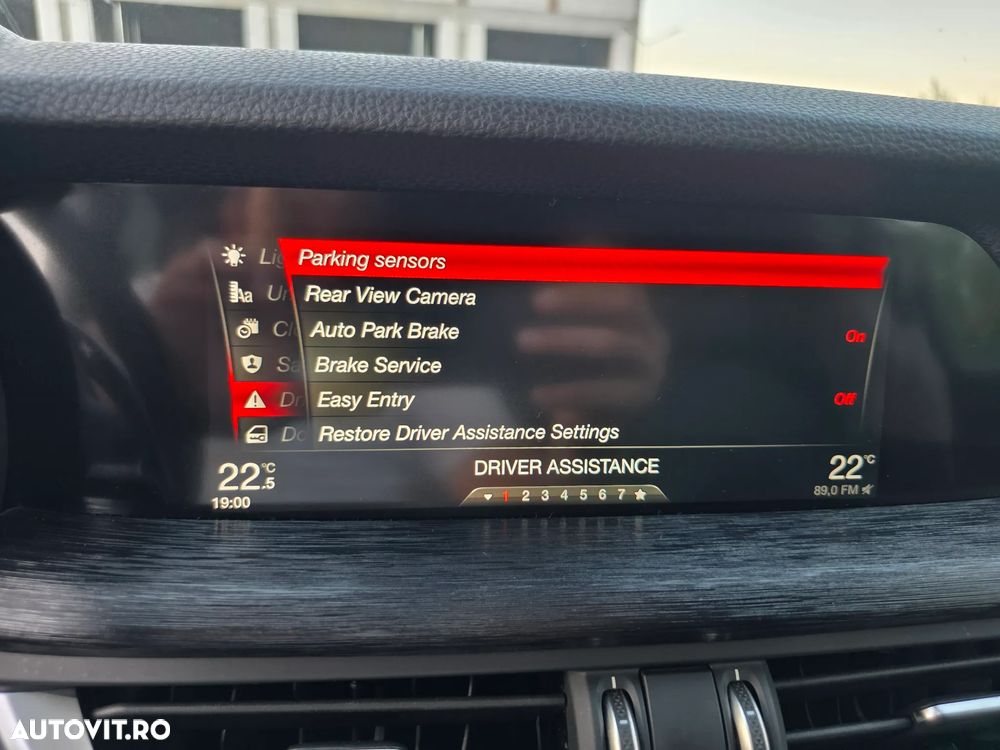 Parking sensors
Rear View Camera
Auto Park Brake On
Brake Service
Easy Entry Off
Restore Driver Assistance Settings
22.5°C
DRIVER ASSISTANCE
22°C
19:00
1 2 3 4 5 6 7
89,0 FM
AUTOVIT.RO